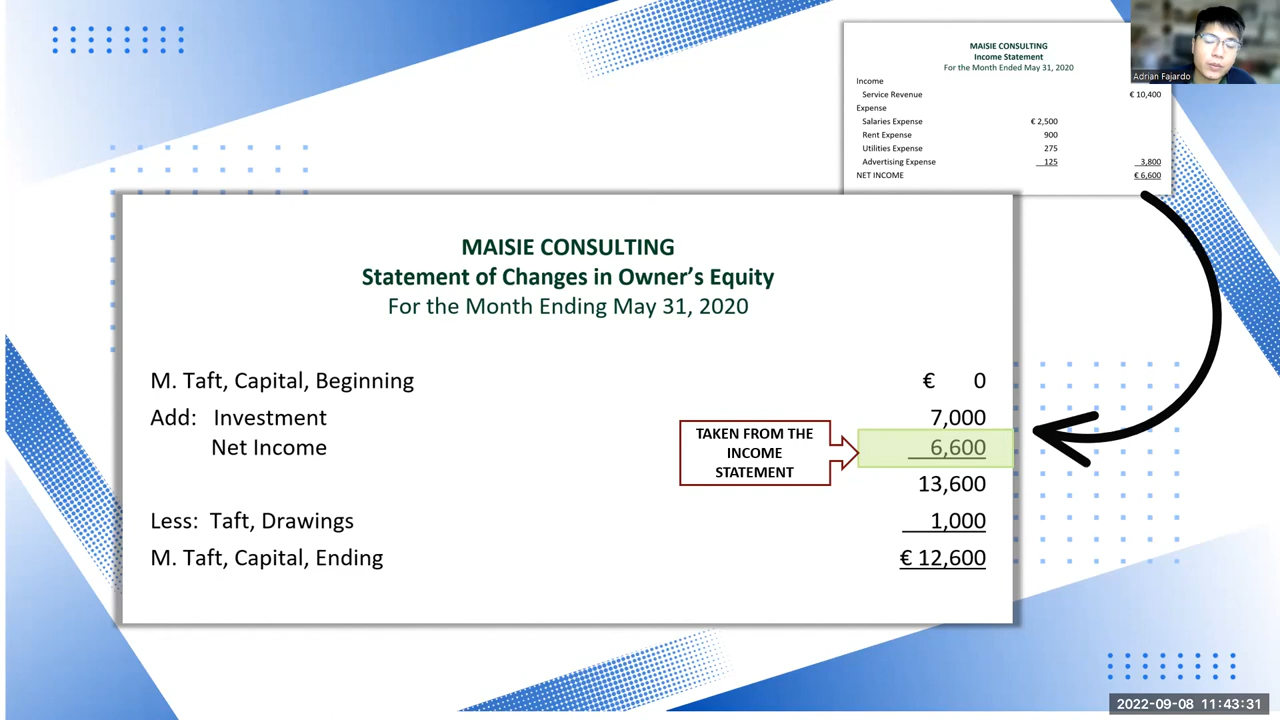 MAISIE CONSULTING
Income Statement
For the Month Ended May 31, 2020
Income
Service Revenue € 10,400
Expense
Salaries Expense € 2,500
Rent Expense 900
Utilities Expense 275
Advertising Expense 125 3,800
NET INCOME € 6,600
Adrian Fajardo
MAISIE CONSULTING
Statement of Changes in Owner's Equity
For the Month Ending May 31, 2020
M. Taft, Capital, Beginning € 0
Add: Investment 7,000
Net Income 6,600
TAKEN FROM THE
INCOME
STATEMENT
13,600
Less: Taft, Drawings 1,000
M. Taft, Capital, Ending € 12,600
2022-09-08 11:43:31